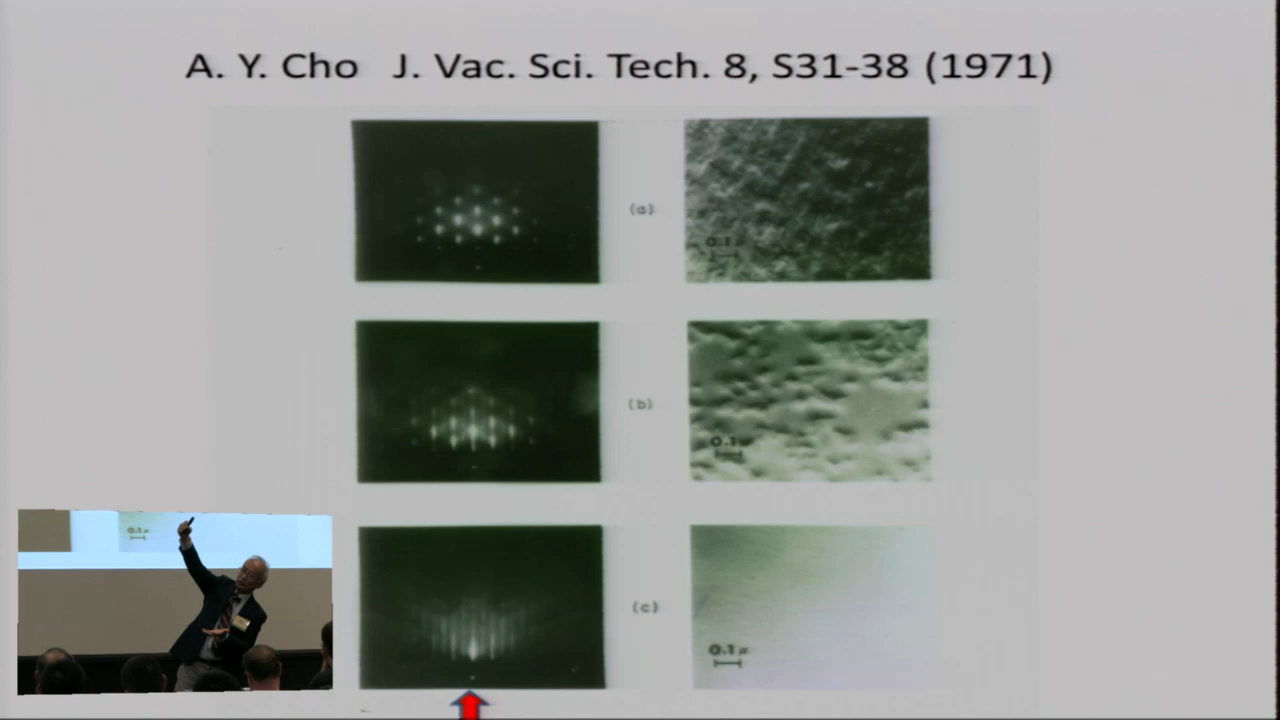 A. Y. Cho J. Vac. Sci. Tech. 8, S31-38 (1971)
(a)
0.1 μ
(b)
0.1 μ
(c)
0.1 μ
0.1 μ